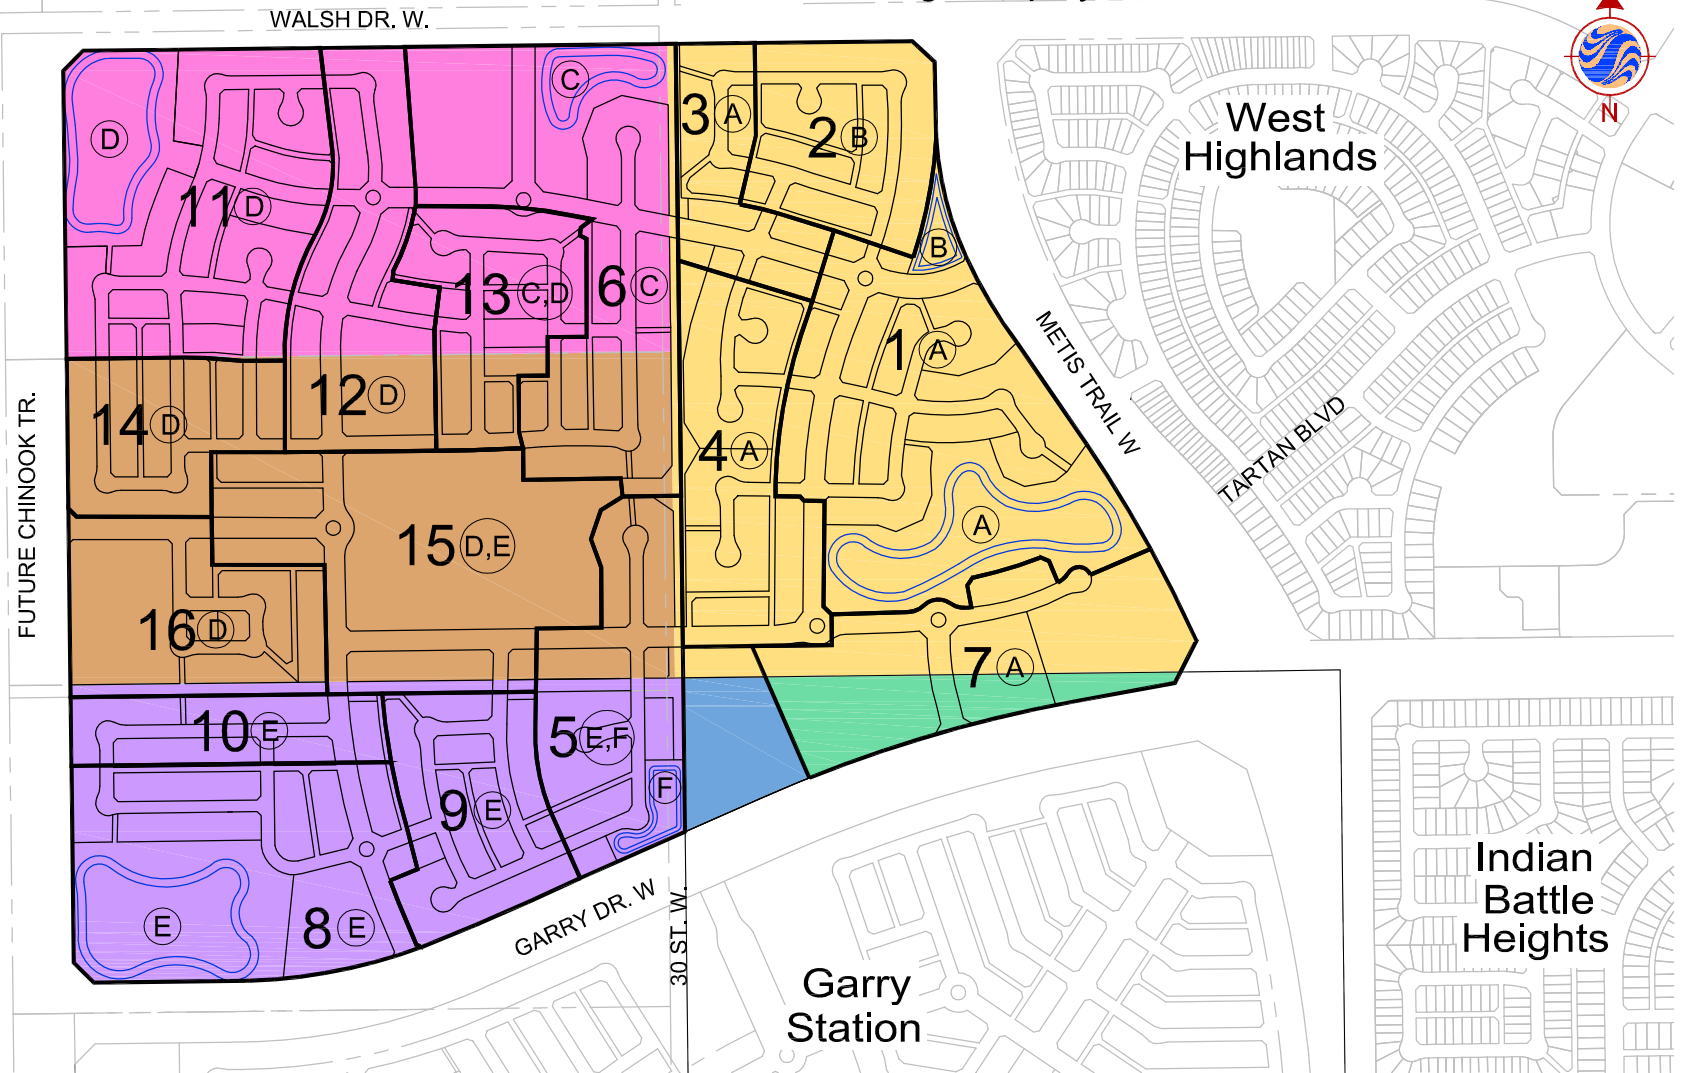 WALSH DR. W.
N
West
Highlands
C
D
3 A
2 B
11 D
B
13 C,D
6 C
1 A
METIS TRAIL W
12 D
14 D
4 A
TARTAN BLVD
FUTURE CHINOOK TR.
A
15 D,E
16 D
7 A
10 E
5 E,F
F
9 E
8 E
E
GARRY DR. W
30 ST. W.
Garry
Station
Indian
Battle
Heights